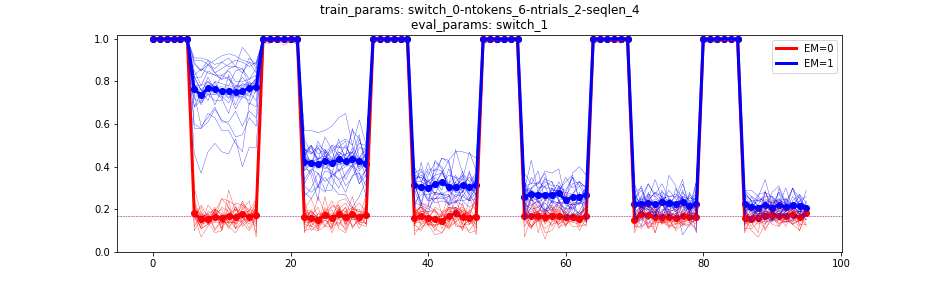 train_params: switch_0-ntokens_6-ntrials_2-seqlen_4
eval_params: switch_1
1.0
0.8
0.6
0.4
0.2
0.0
EM=0
EM=1
0 20 40 60 80 100